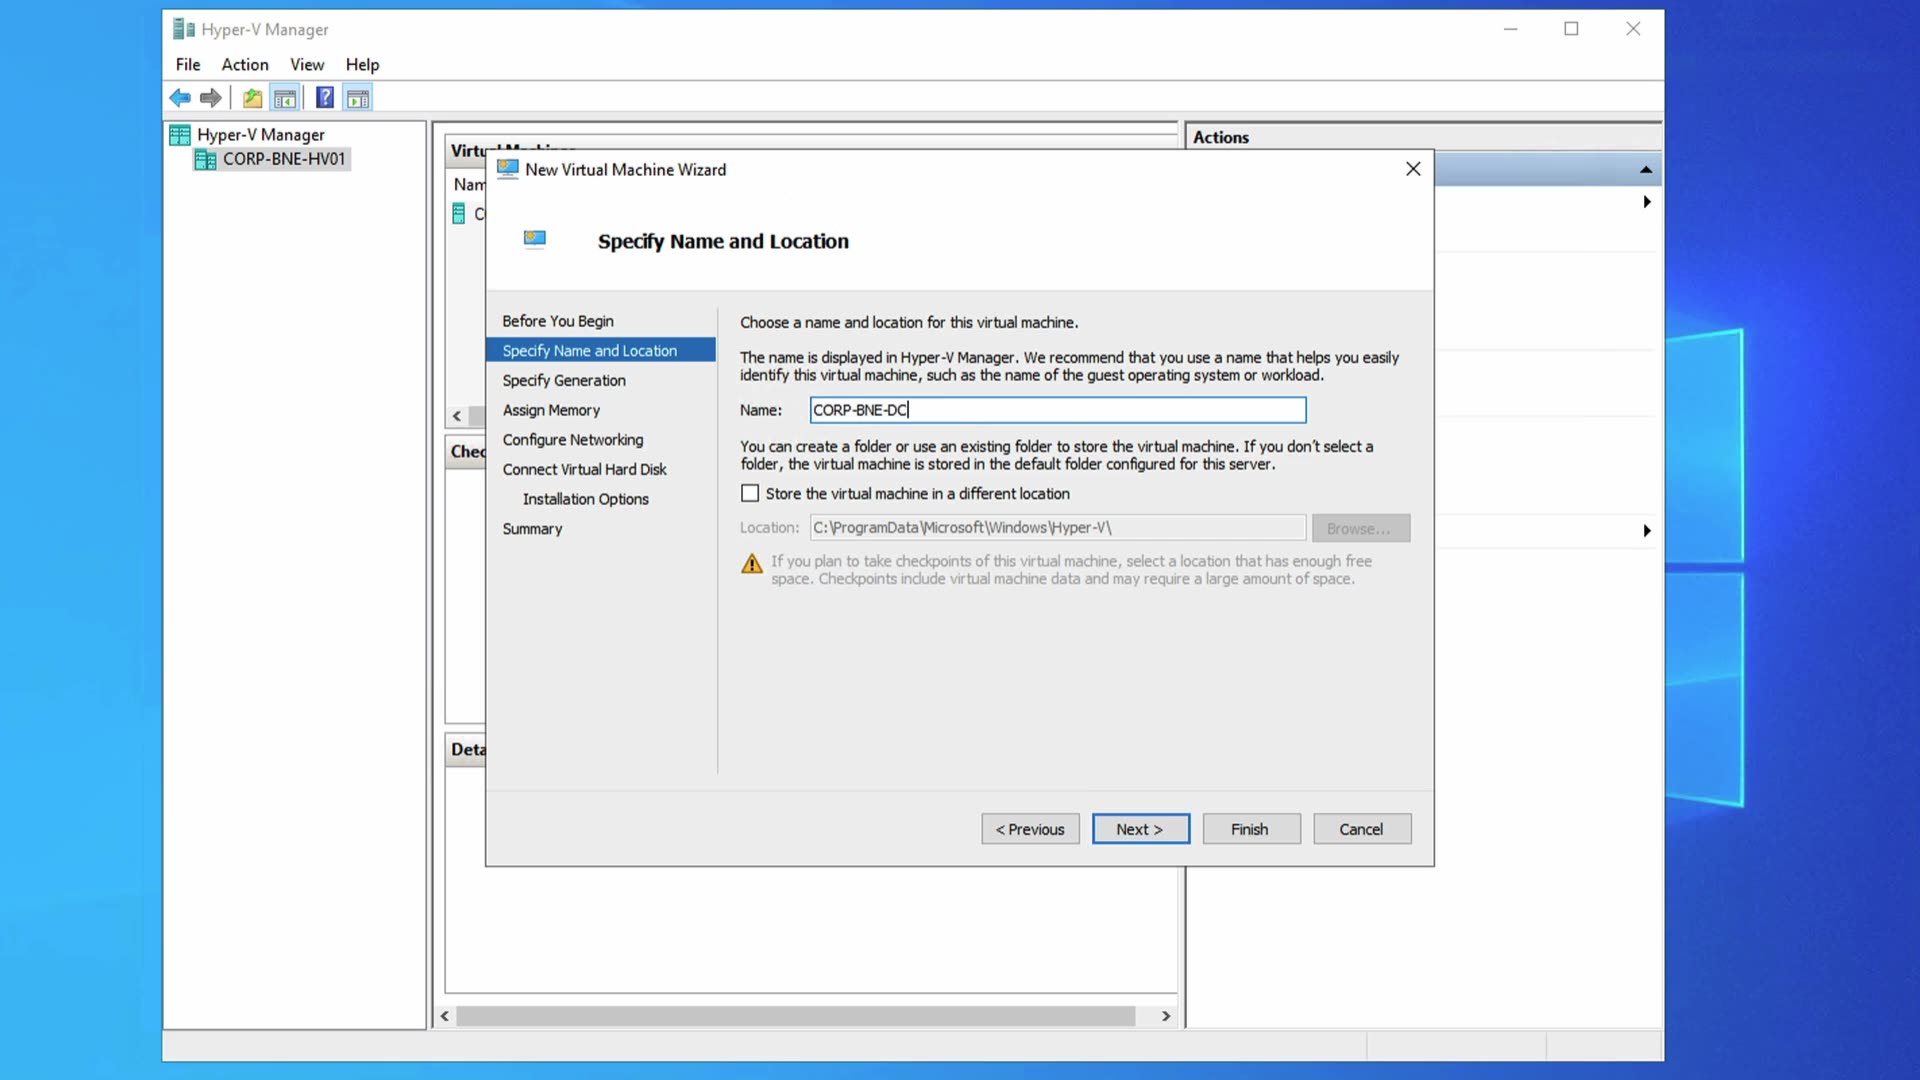 Hyper-V Manager
File Action View Help
Hyper-V Manager
CORP-BNE-HV01
Actions
New Virtual Machine Wizard
Specify Name and Location
Before You Begin
Specify Name and Location
Specify Generation
Assign Memory
Configure Networking
Connect Virtual Hard Disk
Installation Options
Summary
Choose a name and location for this virtual machine.
The name is displayed in Hyper-V Manager. We recommend that you use a name that helps you easily
identify this virtual machine, such as the name of the guest operating system or workload.
Name: CORP-BNE-DC
You can create a folder or use an existing folder to store the virtual machine. If you don't select a
folder, the virtual machine is stored in the default folder configured for this server.
Store the virtual machine in a different location
Location: C:\ProgramData\Microsoft\Windows\Hyper-V\ Browse...
If you plan to take checkpoints of this virtual machine, select a location that has enough free
space. Checkpoints include virtual machine data and may require a large amount of space.
< Previous Next > Finish Cancel